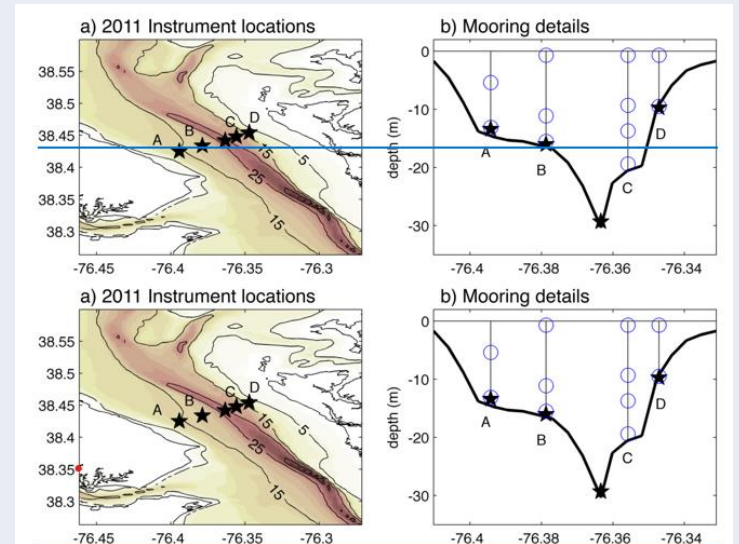 a) 2011 Instrument locations
38.55
38.5
38.45
38.4
38.35
38.3
A
B
C
D
15
5
25
15
-76.45
-76.4
-76.35
-76.3
b) Mooring details
depth (m)
0
-10
-20
-30
A
B
C
D
-76.4
-76.38
-76.36
-76.34
a) 2011 Instrument locations
38.55
38.5
38.45
38.4
38.35
38.3
A
B
C
D
15
5
25
15
-76.45
-76.4
-76.35
-76.3
b) Mooring details
depth (m)
0
-10
-20
-30
A
B
C
D
-76.4
-76.38
-76.36
-76.34